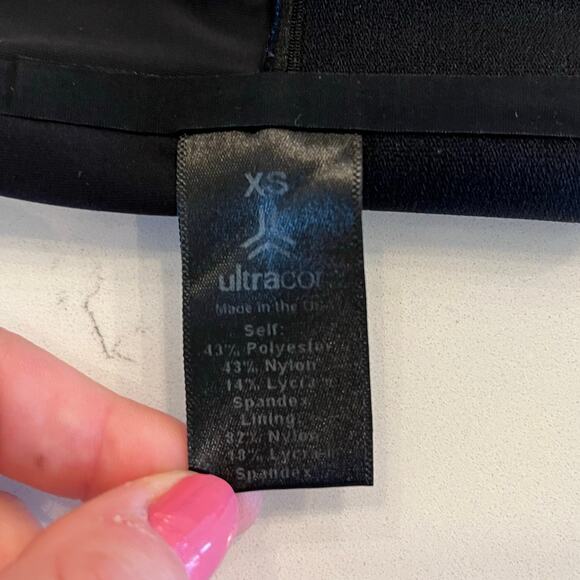 XS
ultracor
Made in the
Self:
43% Polyester
43% Nylon
14% Lycra
Spandex
Lining:
82% Nylon
18% Lycra
Spandex